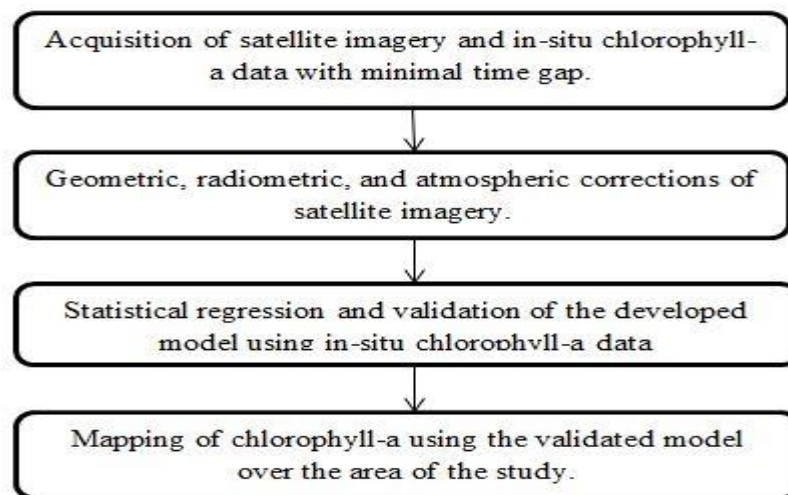 Acquisition of satellite imagery and in-situ chlorophyll-
a data with minimal time gap.
Geometric, radiometric, and atmospheric corrections of
satellite imagery.
Statistical regression and validation of the developed
model using in-situ chlorophyll-a data
Mapping of chlorophyll-a using the validated model
over the area of the study.